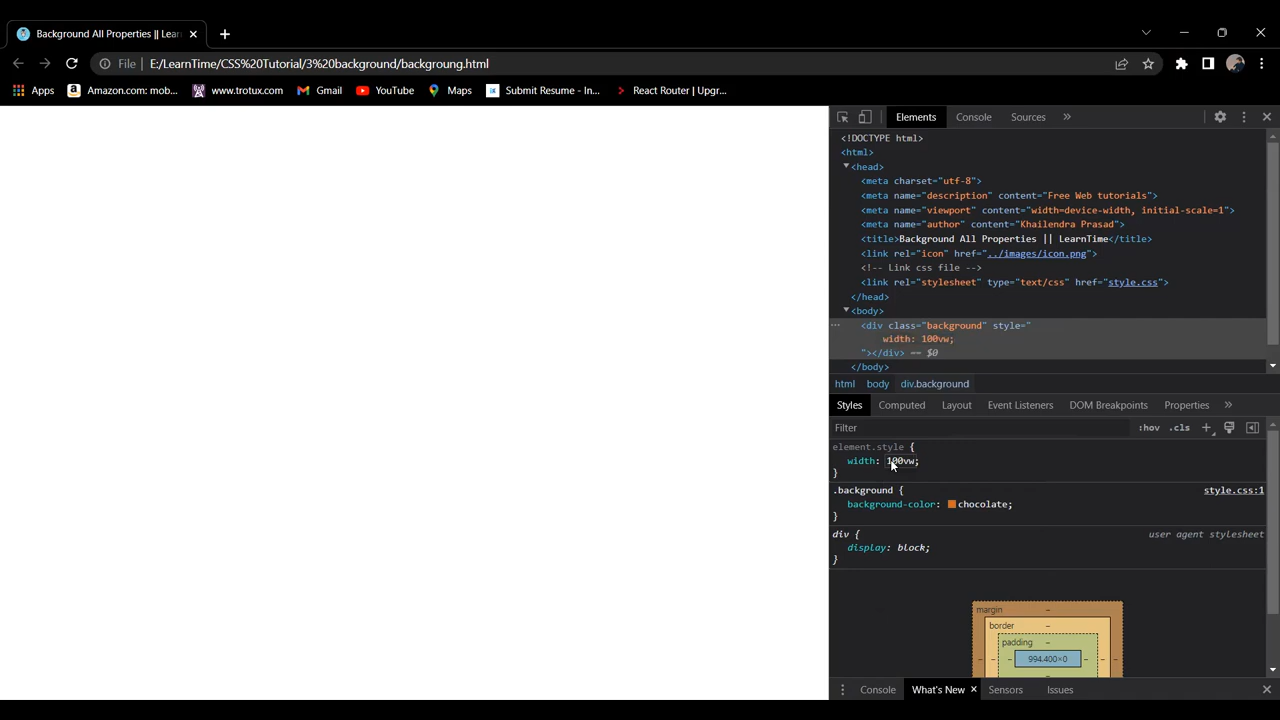 Background All Properties || Lear
File E:/LearnTime/CSS%20Tutorial/3%20background/backgroung.html
Apps Amazon.com: mob... www.trotux.com Gmail YouTube Maps Submit Resume - In... React Router | Upgr...
Elements Console Sources »
<!DOCTYPE html>
<html>
<head>
<meta charset="utf-8">
<meta name="description" content="Free Web tutorials">
<meta name="viewport" content="width=device-width, initial-scale=1">
<meta name="author" content="Khailendra Prasad">
<title>Background All Properties || LearnTime</title>
<link rel="icon" href="../images/icon.png">
<!-- Link css file -->
<link rel="stylesheet" type="text/css" href="style.css">
</head>
<body>
<div class="background" style="
width: 100vw;
"></div> == $0
</body>
html body div.background
Styles Computed Layout Event Listeners DOM Breakpoints Properties »
Filter :hov .cls +
element.style {
width: 100vw;
}
.background { style.css:1
background-color: chocolate;
}
div { user agent stylesheet
display: block;
}
margin -
border -
padding -
- - - 994.400×0 - - -
Console What's New × Sensors Issues